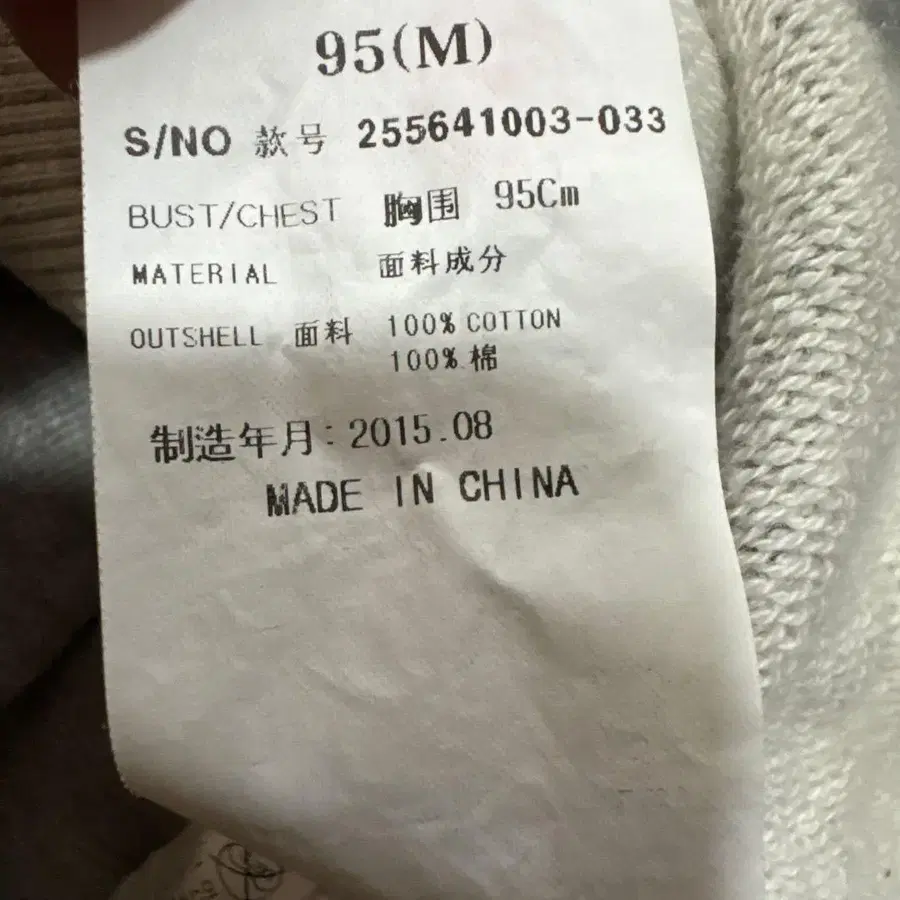 95(M)
S/NO 款号 255641003-033
BUST/CHEST 胸围 95Cm
MATERIAL 面料成分
OUTSHELL 面料 100% COTTON
100% 棉
制造年月: 2015.08
MADE IN CHINA